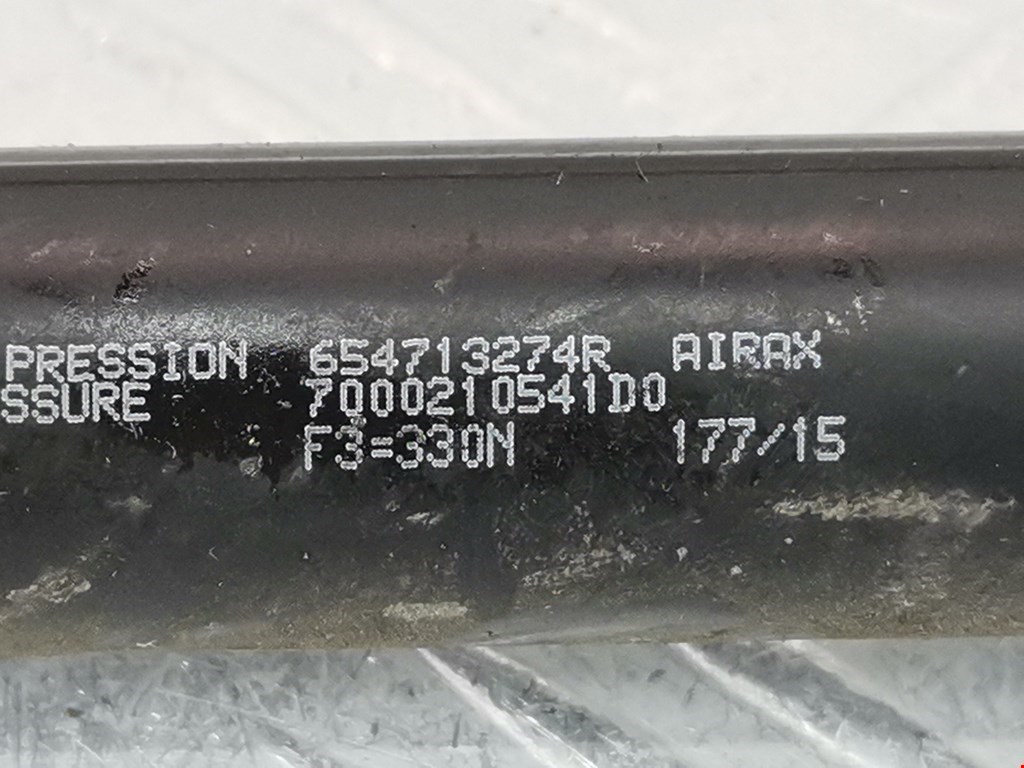 PRESSION 654713274R AIRAX
SSURE 7000210541D0
F3=330N 177/15